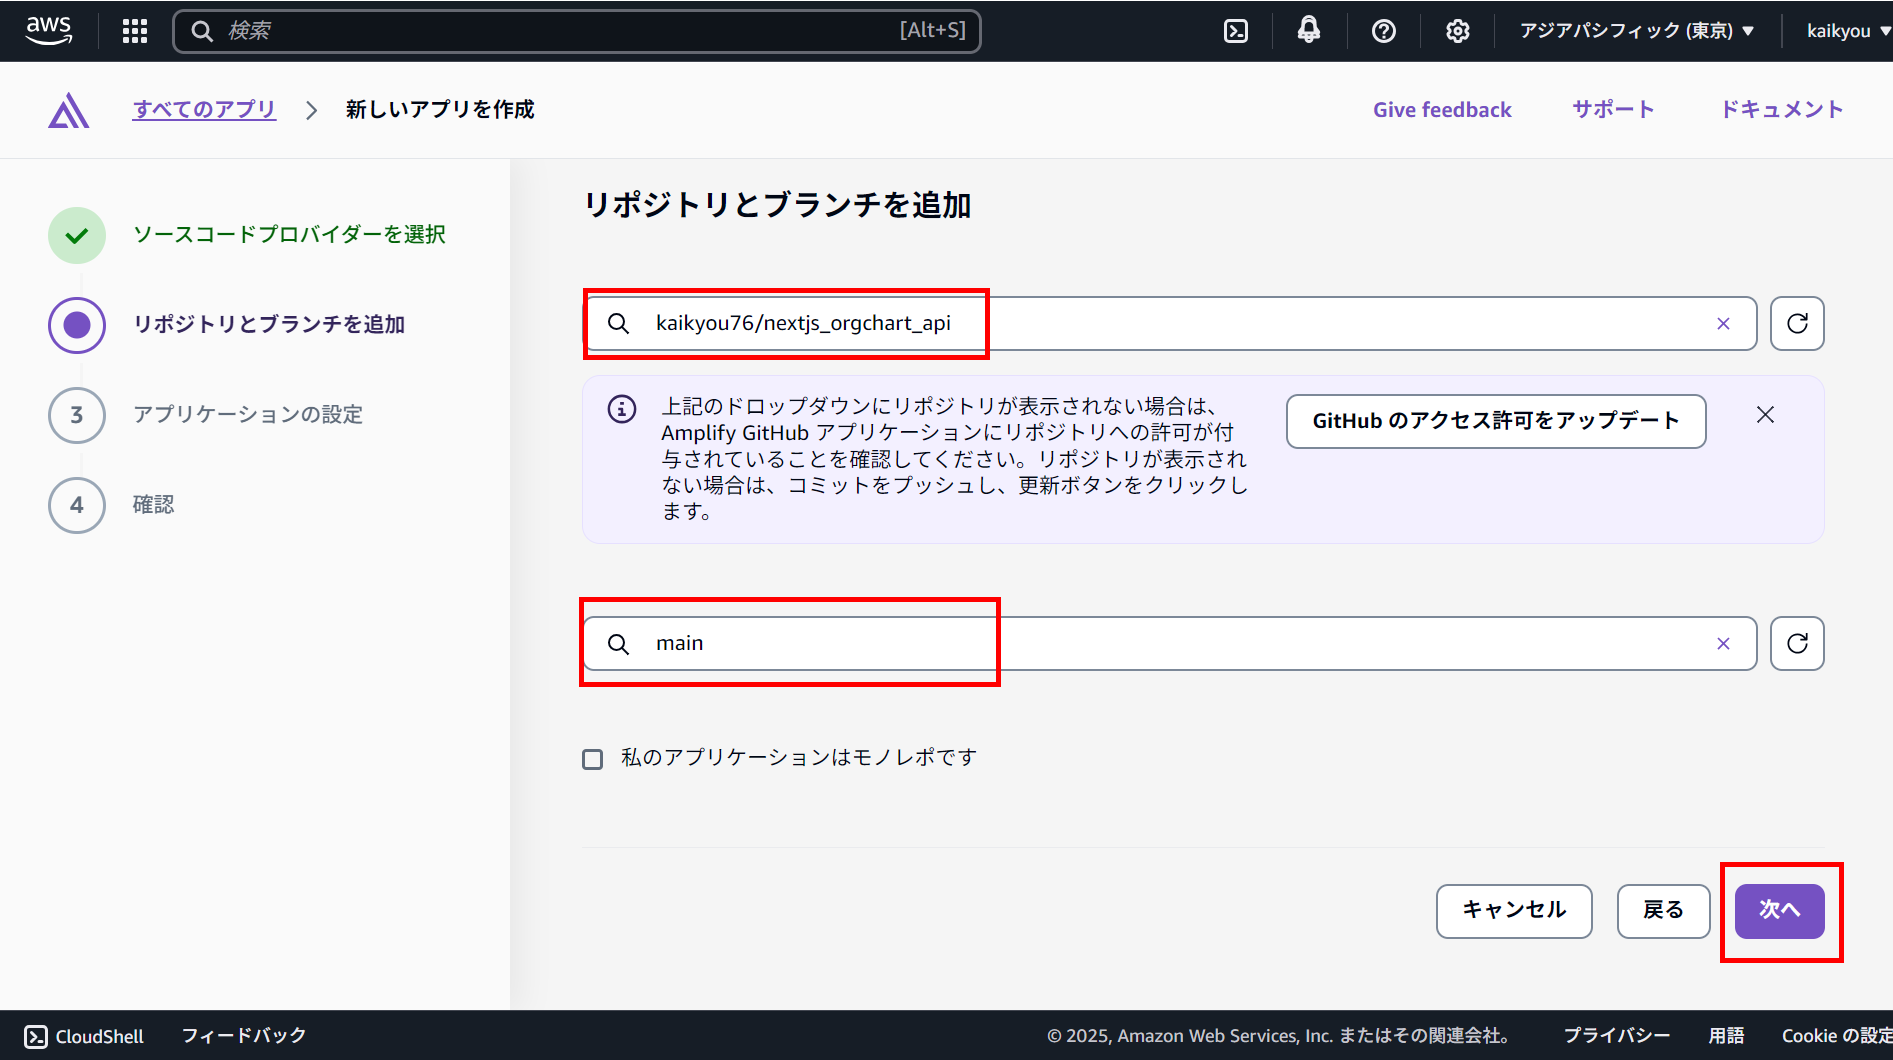 aws
検索
[Alt+S]
アジアパシフィック (東京) ▼
kaikyou ▼
すべてのアプリ
新しいアプリを作成
Give feedback
サポート
ドキュメント
ソースコードプロバイダーを選択
リポジトリとブランチを追加
3
アプリケーションの設定
4
確認
リポジトリとブランチを追加
kaikyou76/nextjs_orgchart_api
上記のドロップダウンにリポジトリが表示されない場合は、
Amplify GitHub アプリケーションにリポジトリへの許可が付
与されていることを確認してください。リポジトリが表示され
ない場合は、コミットをプッシュし、更新ボタンをクリックし
ます。
GitHub のアクセス許可をアップデート
main
私のアプリケーションはモノレポです
キャンセル
戻る
次へ
CloudShell
フィードバック
© 2025, Amazon Web Services, Inc. またはその関連会社。
プライバシー
用語
Cookie の設定